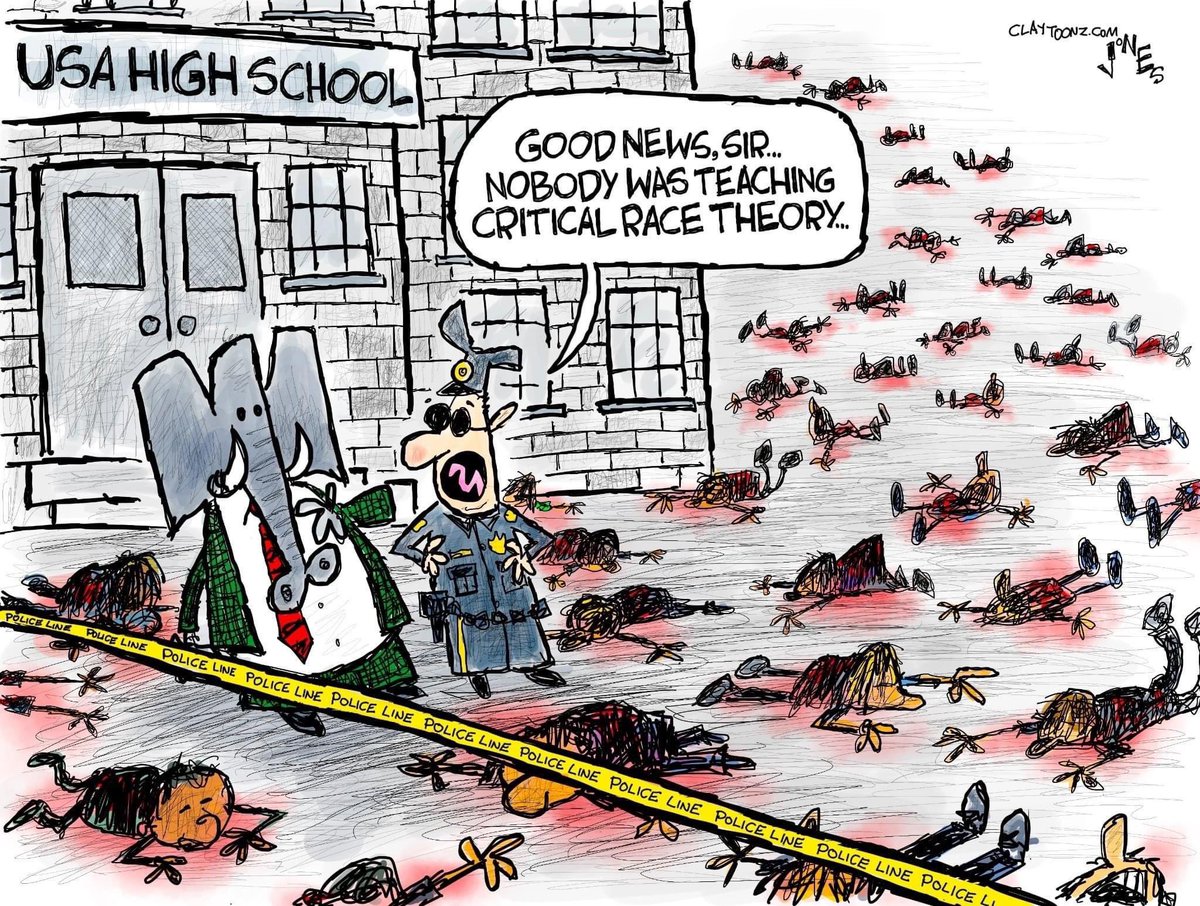 CLAYTOONZ.COM
JONES
USA HIGH SCHOOL
GOOD NEWS, SIR...
NOBODY WAS TEACHING
CRITICAL RACE THEORY...
POLICE LINE POLICE LINE POLICE LINE POLICE LINE POLICE LINE POLICE LINE POLICE LINE POLICE LINE POLICE LINE POLICE LINE POLICE LI